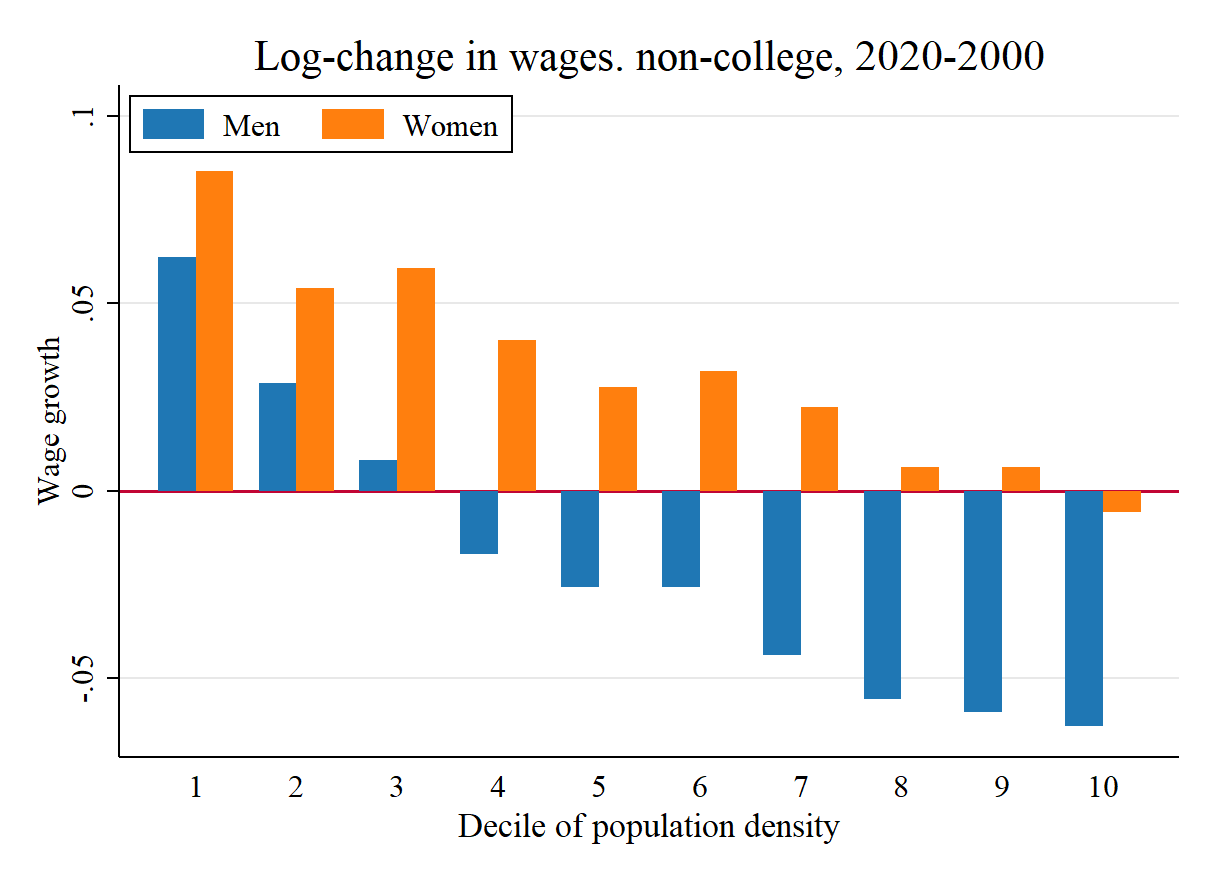 Log-change in wages. non-college, 2020-2000
Men Women
Wage growth
.1
.05
0
-.05
1 2 3 4 5 6 7 8 9 10
Decile of population density